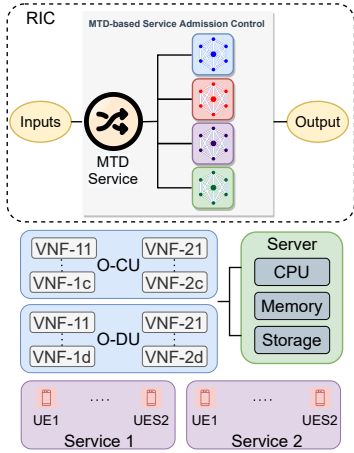 RIC
MTD-based Service Admission Control
Inputs
MTD
Service
Output
VNF-11
VNF-21
O-CU
VNF-1c
VNF-2c
VNF-11
VNF-21
O-DU
VNF-1d
VNF-2d
Server
CPU
Memory
Storage
UE1
....
UES2
Service 1
UE1
....
UES2
Service 2